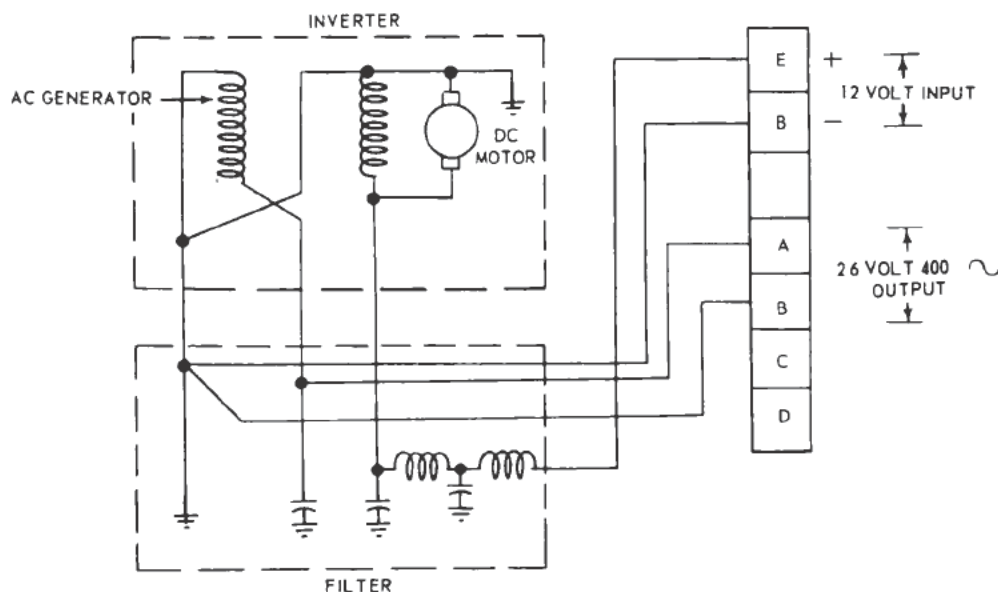 INVERTER
AC GENERATOR
DC
MOTOR
E
+
12 VOLT INPUT
B
−
A
26 VOLT 400 ∿
OUTPUT
B
C
D
FILTER